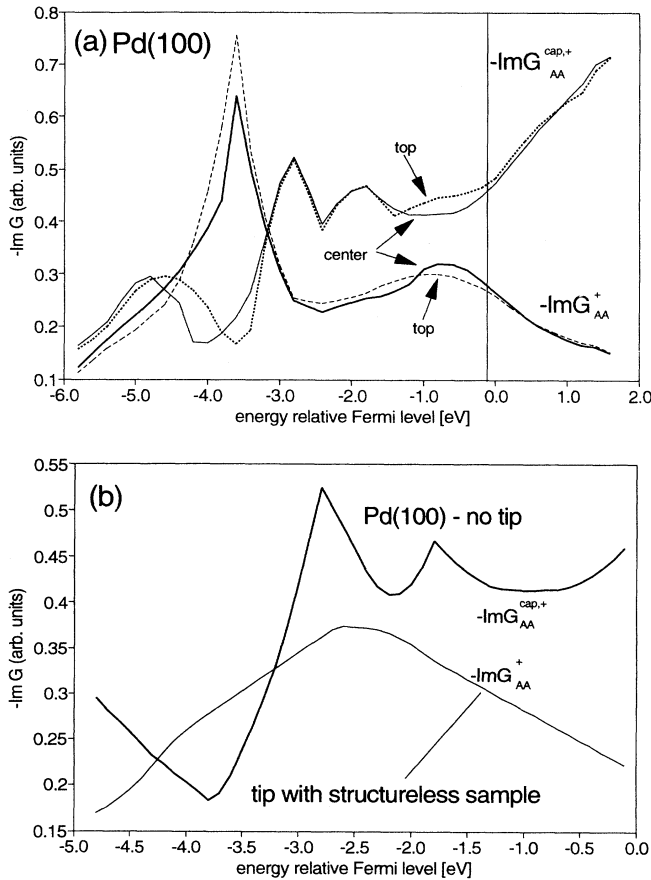 (a) Pd(100)
-ImG cap,+ AA
top
center
-ImG + AA
top
-Im G (arb. units)
0.8
0.7
0.6
0.5
0.4
0.3
0.2
0.1
-6.0 -5.0 -4.0 -3.0 -2.0 -1.0 0.0 1.0 2.0
energy relative Fermi level [eV]
(b)
Pd(100) - no tip
-ImG cap,+ AA
-ImG + AA
tip with structureless sample
-Im G (arb. units)
0.55
0.5
0.45
0.4
0.35
0.3
0.25
0.2
0.15
-5.0 -4.5 -4.0 -3.5 -3.0 -2.5 -2.0 -1.5 -1.0 -0.5 0.0
energy relative Fermi level [eV]